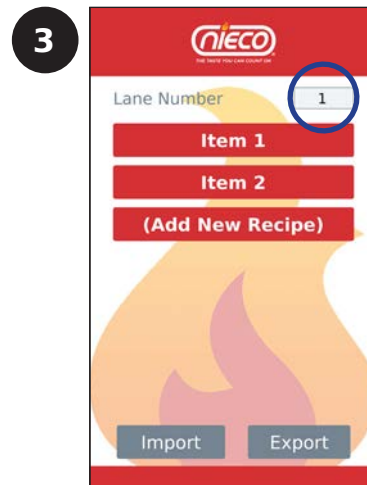 3
nieco
THE TASTE YOU CAN COUNT ON
Lane Number 1
Item 1
Item 2
(Add New Recipe)
Import Export